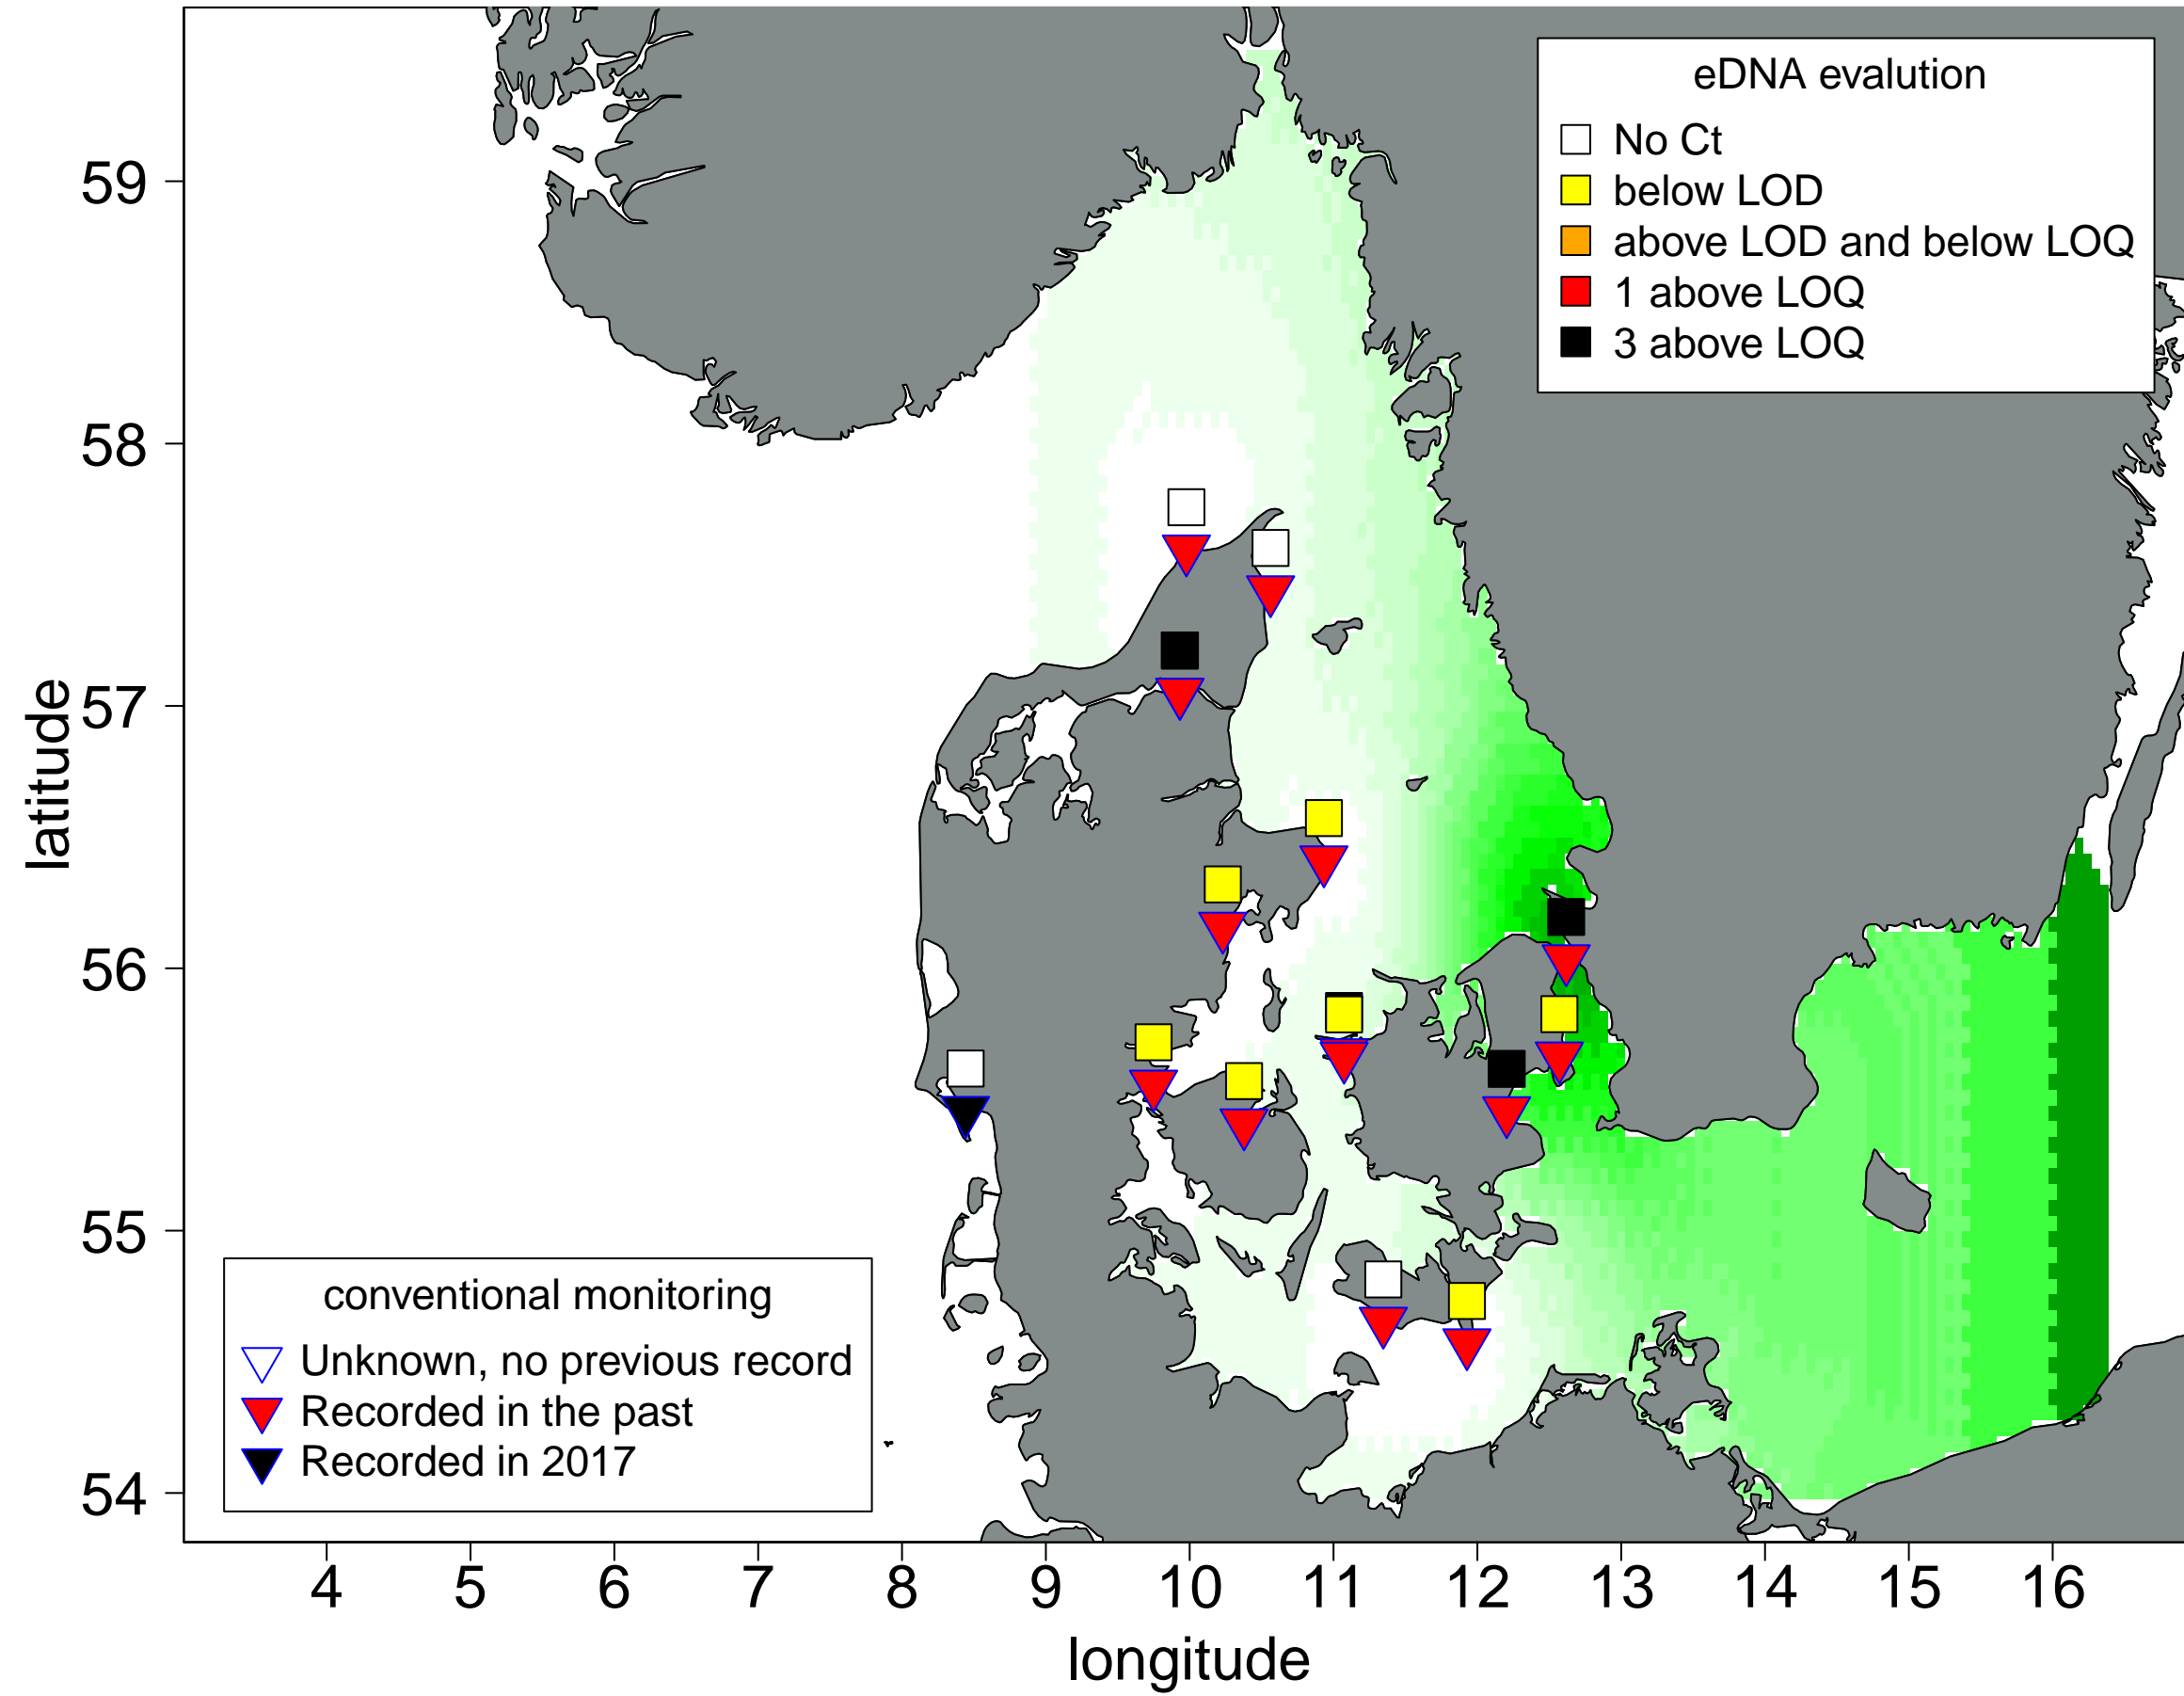 eDNA evalution
No Ct
below LOD
above LOD and below LOQ
1 above LOQ
3 above LOQ
59
58
57
56
55
54
latitude
conventional monitoring
Unknown, no previous record
Recorded in the past
Recorded in 2017
4 5 6 7 8 9 10 11 12 13 14 15 16
longitude